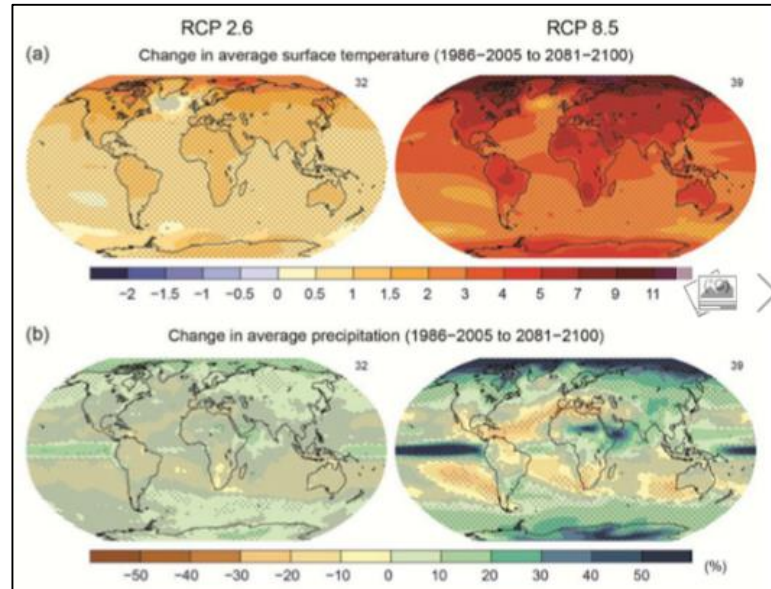 RCP 2.6 RCP 8.5
(a) Change in average surface temperature (1986−2005 to 2081−2100)
32 39
−2 −1.5 −1 −0.5 0 0.5 1 1.5 2 3 4 5 7 9 11
(b) Change in average precipitation (1986−2005 to 2081−2100)
32 39
−50 −40 −30 −20 −10 0 10 20 30 40 50 (%)